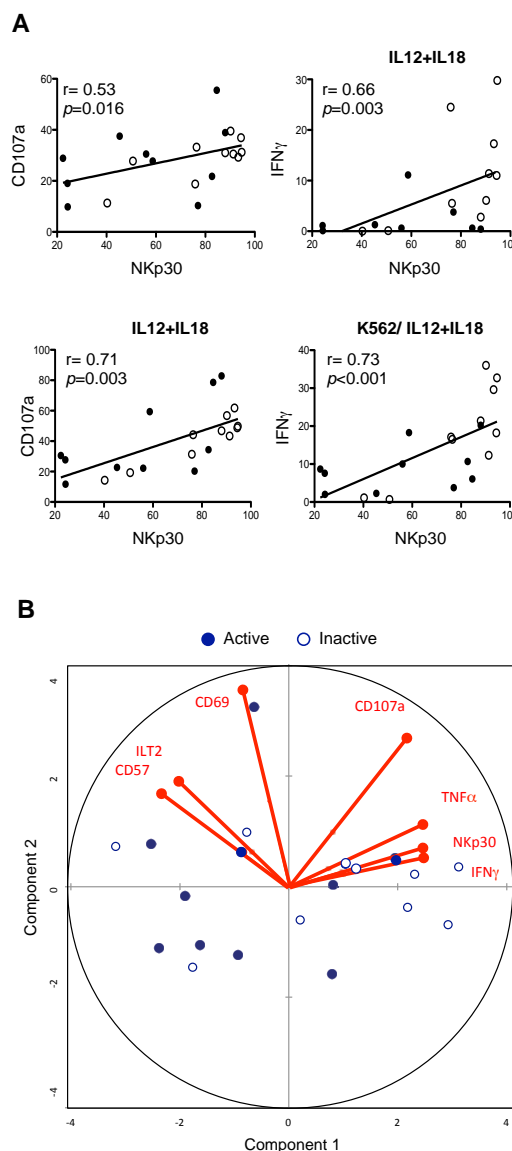 A
IL12+IL18
r= 0.53
p=0.016
60
40
20
0
CD107a
20 40 60 80 100
NKp30
r= 0.66
p=0.003
30
20
10
0
IFNγ
20 40 60 80 100
NKp30
IL12+IL18
K562/ IL12+IL18
r= 0.71
p=0.003
100
80
60
40
20
0
CD107a
20 40 60 80 100
NKp30
r= 0.73
p<0.001
40
30
20
10
0
IFNγ
20 40 60 80 100
NKp30
B
Active Inactive
4
2
0
-2
-4
Component 2
CD69
CD107a
ILT2
CD57
TNFα
NKp30
IFNγ
-4 -2 0 2 4
Component 1